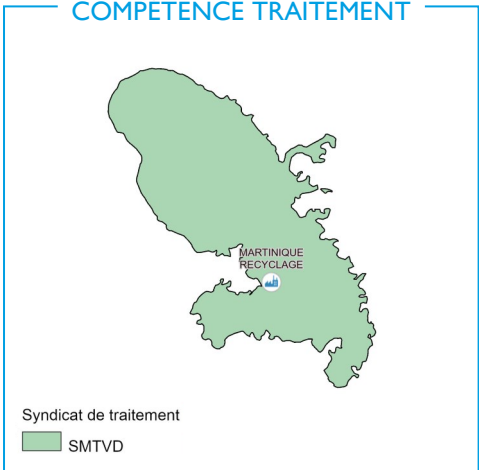 COMPETENCE TRAITEMENT
MARTINIQUE
RECYCLAGE
Syndicat de traitement
SMTVD